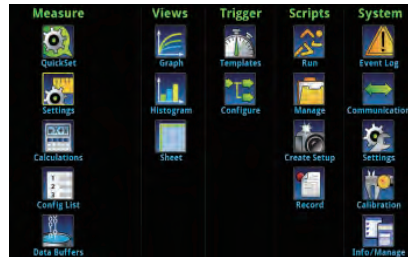 Measure Views Trigger Scripts System
QuickSet Graph Templates Run Event Log
Settings Histogram Configure Manage Communication
Calculations Sheet Create Setup Settings
Config List Record Calibration
Data Buffers Info/Manage